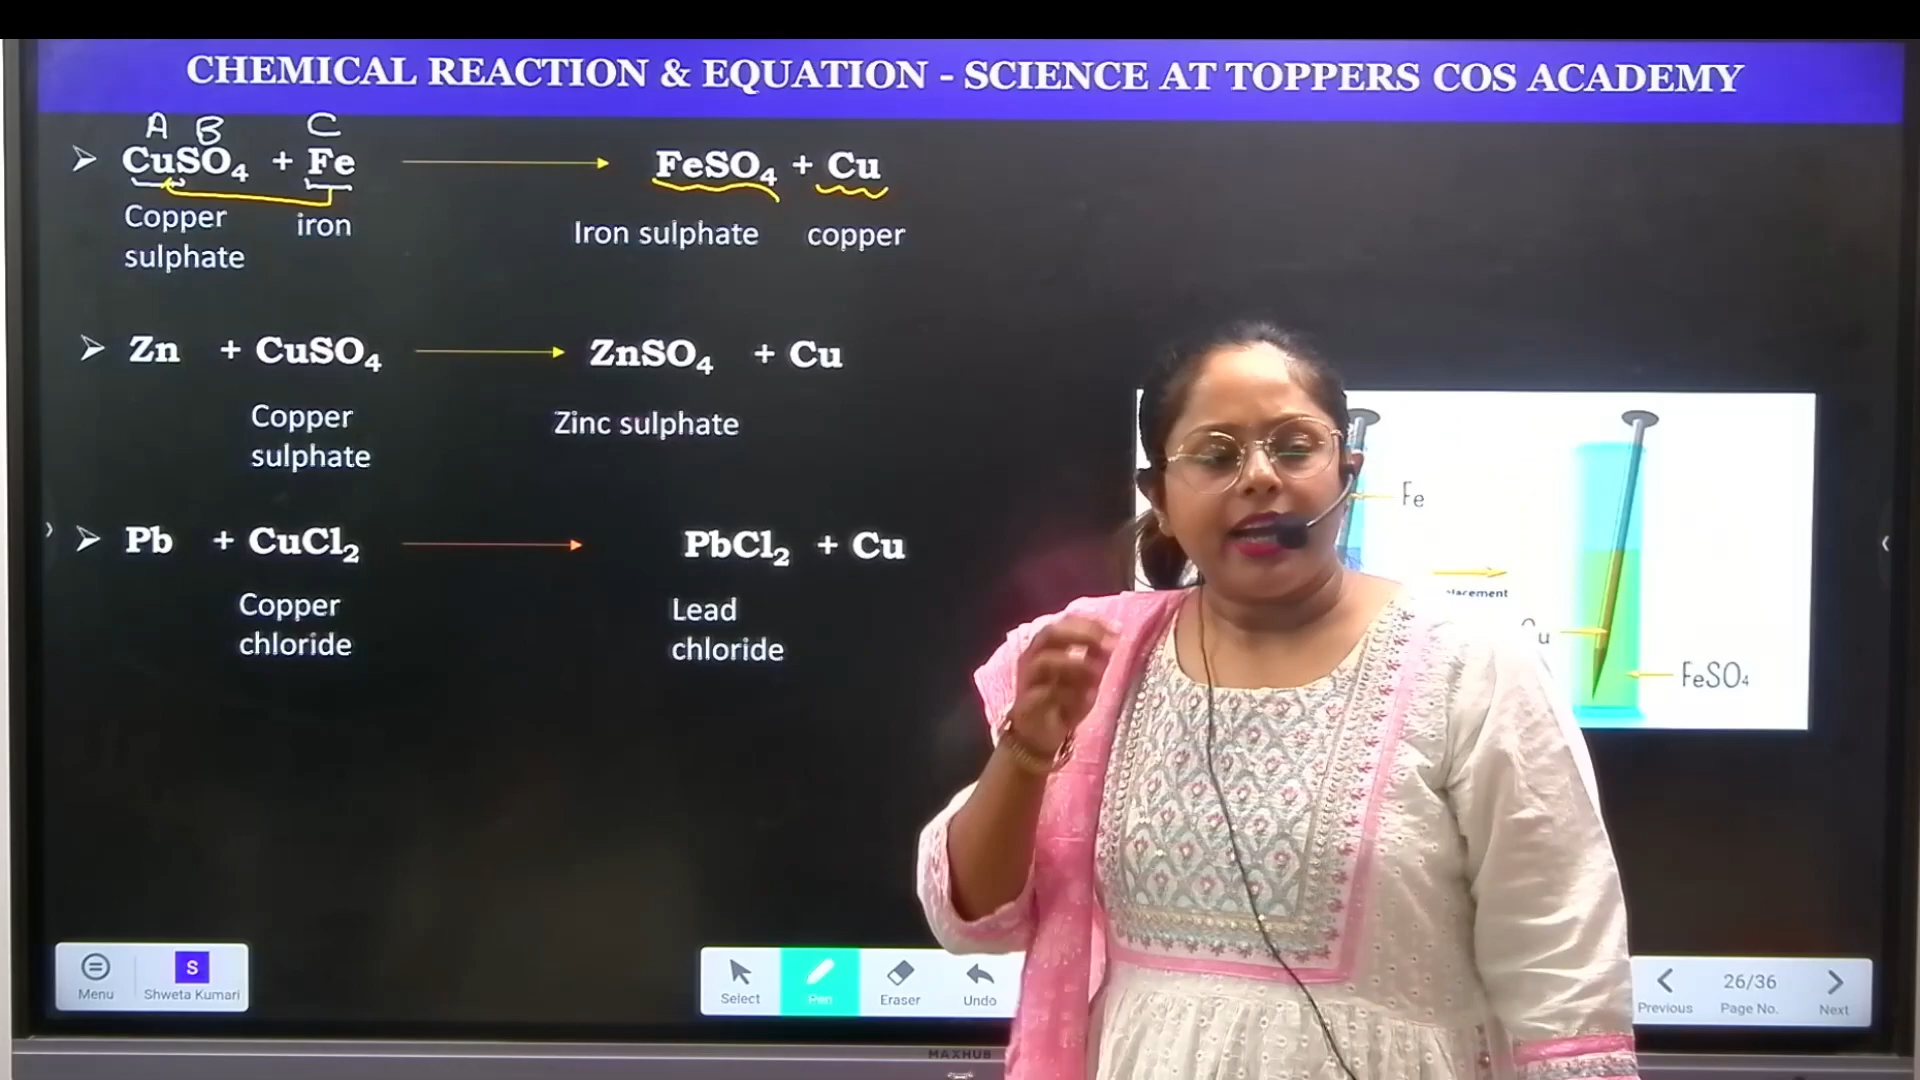 CHEMICAL REACTION & EQUATION - SCIENCE AT TOPPERS COS ACADEMY
A B C
➢ CuSO₄ + Fe → FeSO₄ + Cu
Copper sulphate iron Iron sulphate copper
➢ Zn + CuSO₄ → ZnSO₄ + Cu
Copper sulphate Zinc sulphate
➢ Pb + CuCl₂ → PbCl₂ + Cu
Copper chloride Lead chloride
Fe
Cu
FeSO₄
Menu
S
Shweta Kumari
Select
Pen
Eraser
Undo
Previous
26/36
Page No.
Next
MAXHUB